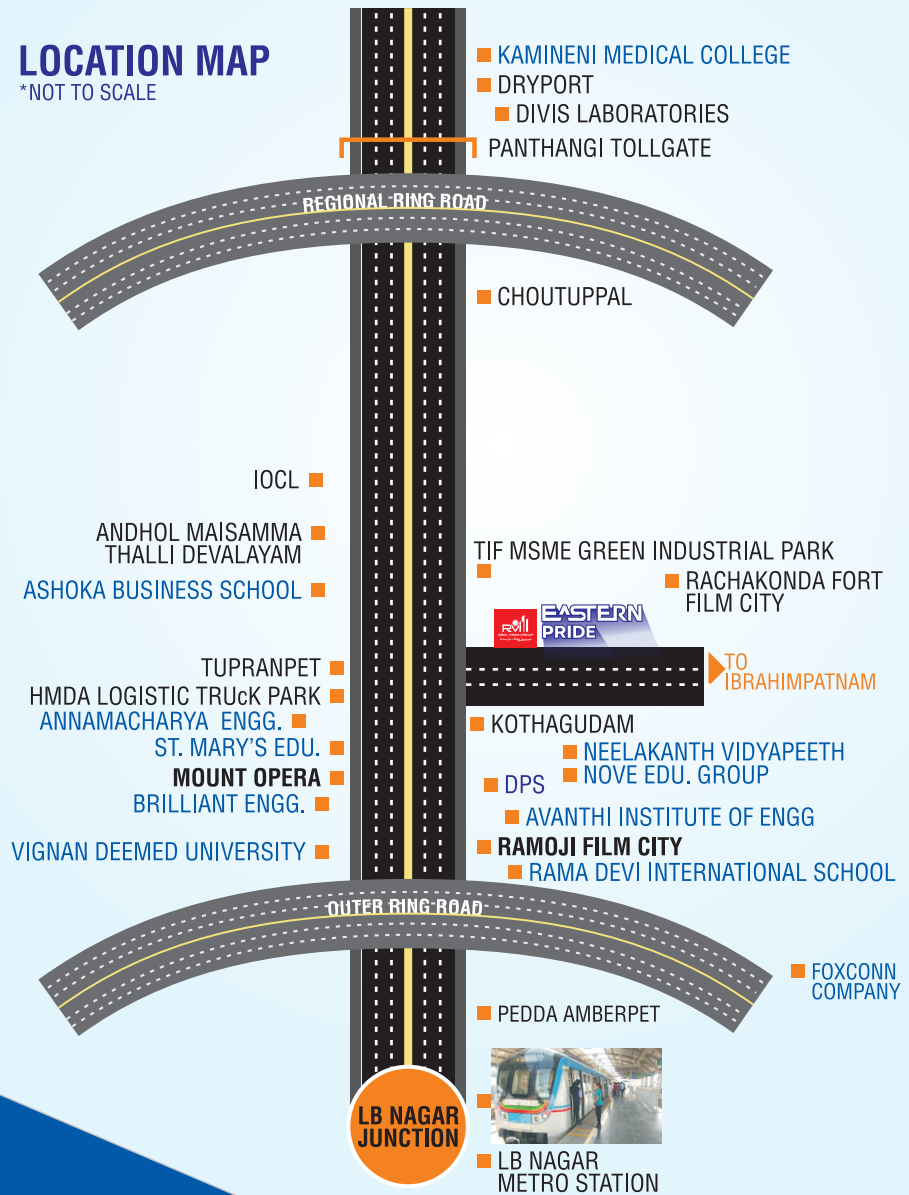 LOCATION MAP
*NOT TO SCALE
KAMINENI MEDICAL COLLEGE
DRYPORT
DIVIS LABORATORIES
PANTHANGI TOLLGATE
REGIONAL RING ROAD
CHOUTUPPAL
IOCL
ANDHOL MAISAMMA
THALLI DEVALAYAM
ASHOKA BUSINESS SCHOOL
TIF MSME GREEN INDUSTRIAL PARK
RACHAKONDA FORT
FILM CITY
EASTERN
PRIDE
TO
IBRAHIMPATNAM
TUPRANPET
HMDA LOGISTIC TRUcK PARK
ANNAMACHARYA ENGG.
ST. MARY'S EDU.
MOUNT OPERA
BRILLIANT ENGG.
VIGNAN DEEMED UNIVERSITY
KOTHAGUDAM
NEELAKANTH VIDYAPEETH
NOVE EDU. GROUP
DPS
AVANTHI INSTITUTE OF ENGG
RAMOJI FILM CITY
RAMA DEVI INTERNATIONAL SCHOOL
OUTER RING ROAD
FOXCONN
COMPANY
PEDDA AMBERPET
LB NAGAR
JUNCTION
LB NAGAR
METRO STATION